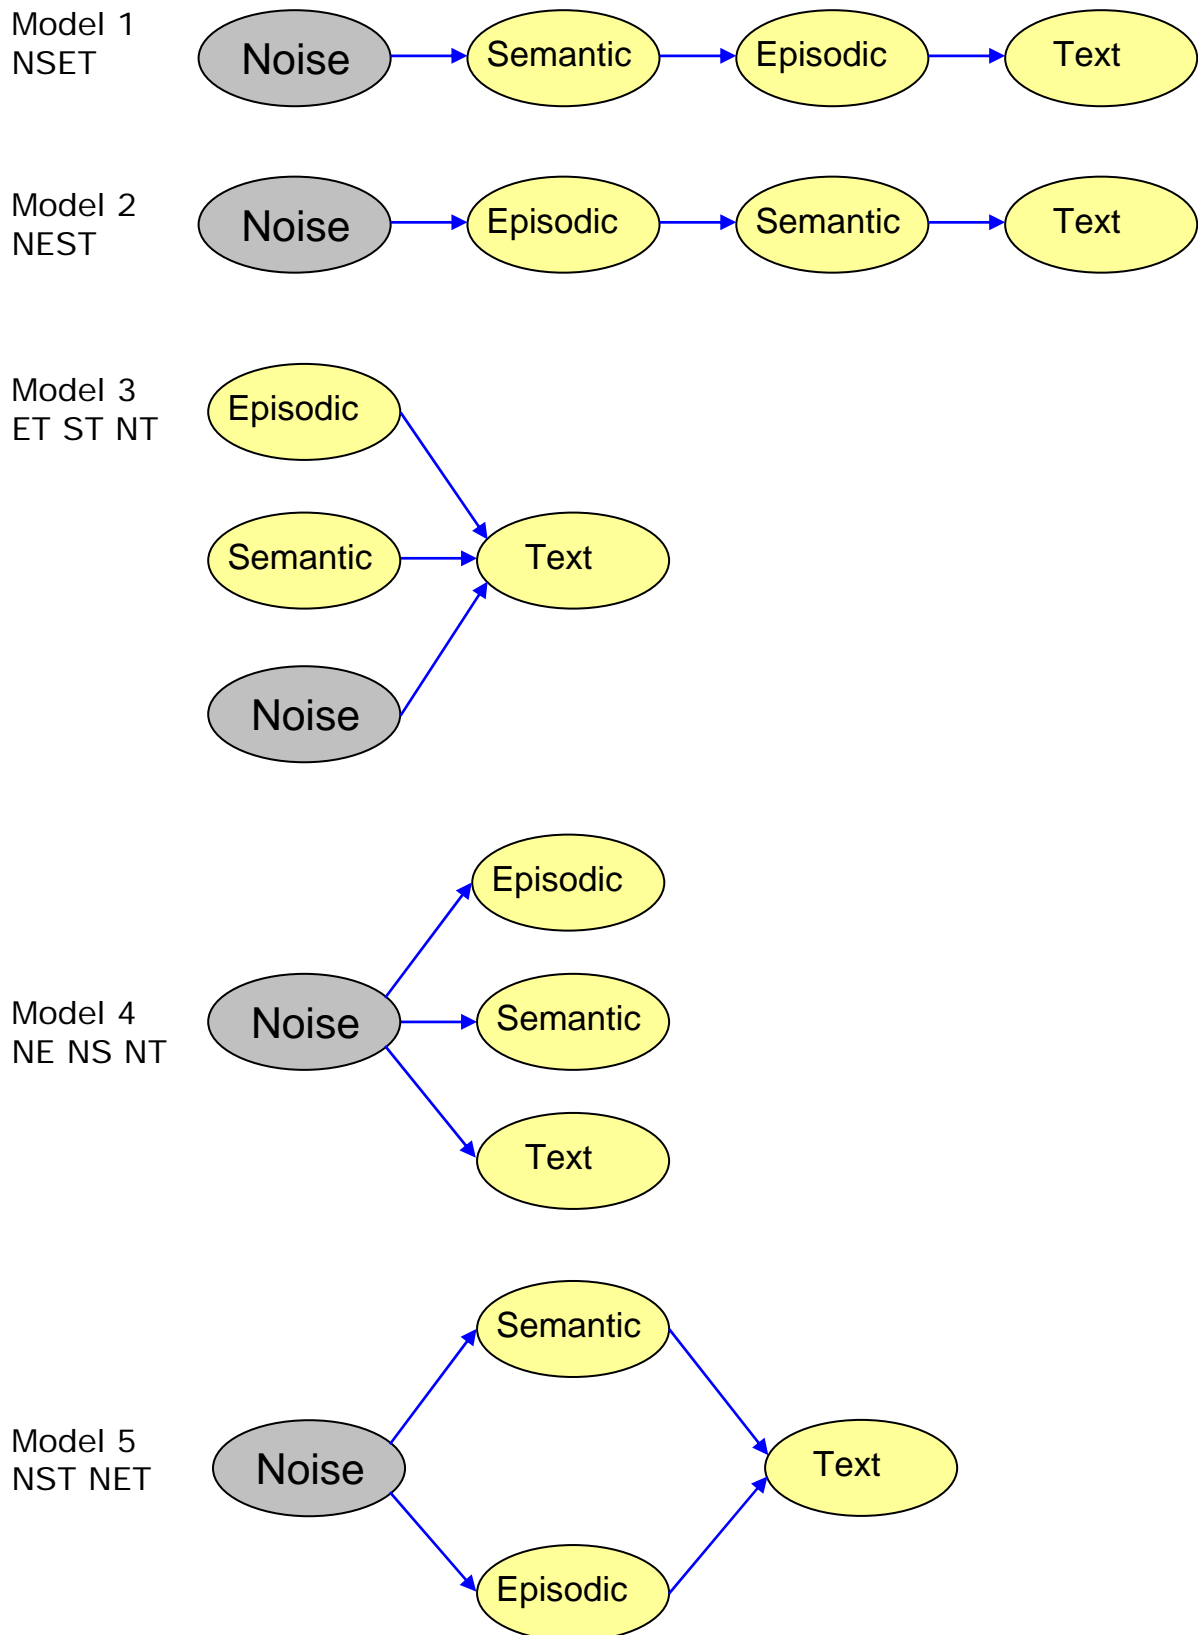 Model 1
NSET
Noise Semantic Episodic Text
Model 2
NEST
Noise Episodic Semantic Text
Model 3
ET ST NT
Episodic
Semantic Text
Noise
Episodic
Model 4
NE NS NT
Noise Semantic
Text
Semantic
Model 5
NST NET
Noise Text
Episodic